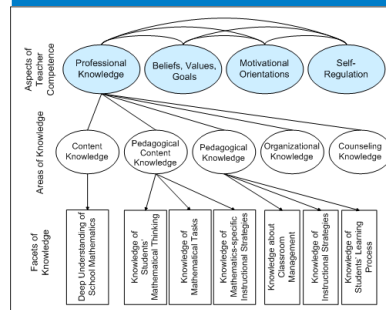 Aspects of
Teacher
Competence
Professional
Knowledge
Beliefs, Values,
Goals
Motivational
Orientations
Self-
Regulation
Areas of Knowledge
Content
Knowledge
Pedagogical
Content
Knowledge
Pedagogical
Knowledge
Organizational
Knowledge
Counseling
Knowledge
Facets of
Knowledge
Deep Understanding of
School Mathematics
Knowledge of
Students'
Mathematical Thinking
Knowledge of
Mathematical Tasks
Knowledge of
Mathematics-specific
Instructional Strategies
Knowledge about
Classroom
Management
Knowledge of
Instructional Strategies
Knowledge of
Students' Learning
Process